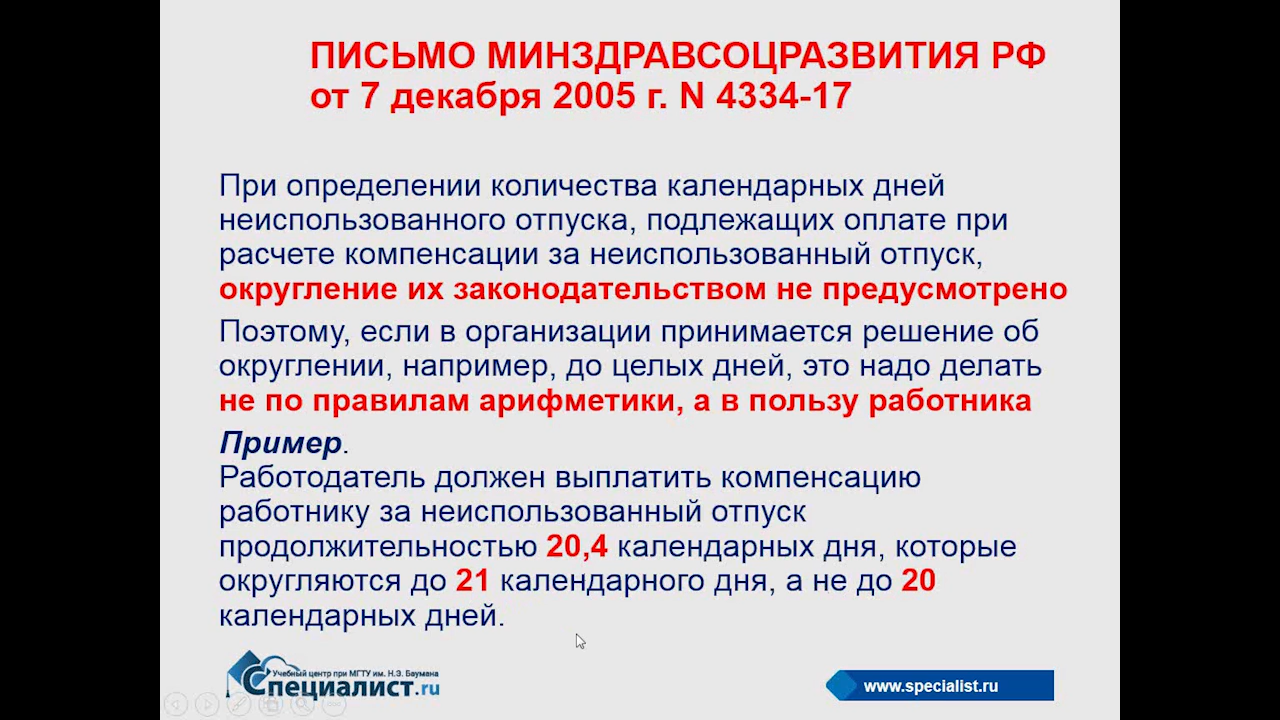 ПИСЬМО МИНЗДРАВСОЦРАЗВИТИЯ РФ
от 7 декабря 2005 г. N 4334-17
При определении количества календарных дней
неиспользованного отпуска, подлежащих оплате при
расчете компенсации за неиспользованный отпуск,
округление их законодательством не предусмотрено
Поэтому, если в организации принимается решение об
округлении, например, до целых дней, это надо делать
не по правилам арифметики, а в пользу работника
Пример.
Работодатель должен выплатить компенсацию
работнику за неиспользованный отпуск
продолжительностью 20,4 календарных дня, которые
округляются до 21 календарного дня, а не до 20
календарных дней.
Учебный центр при МГТУ им. Н.Э. Баумана
Специалист.ru
www.specialist.ru